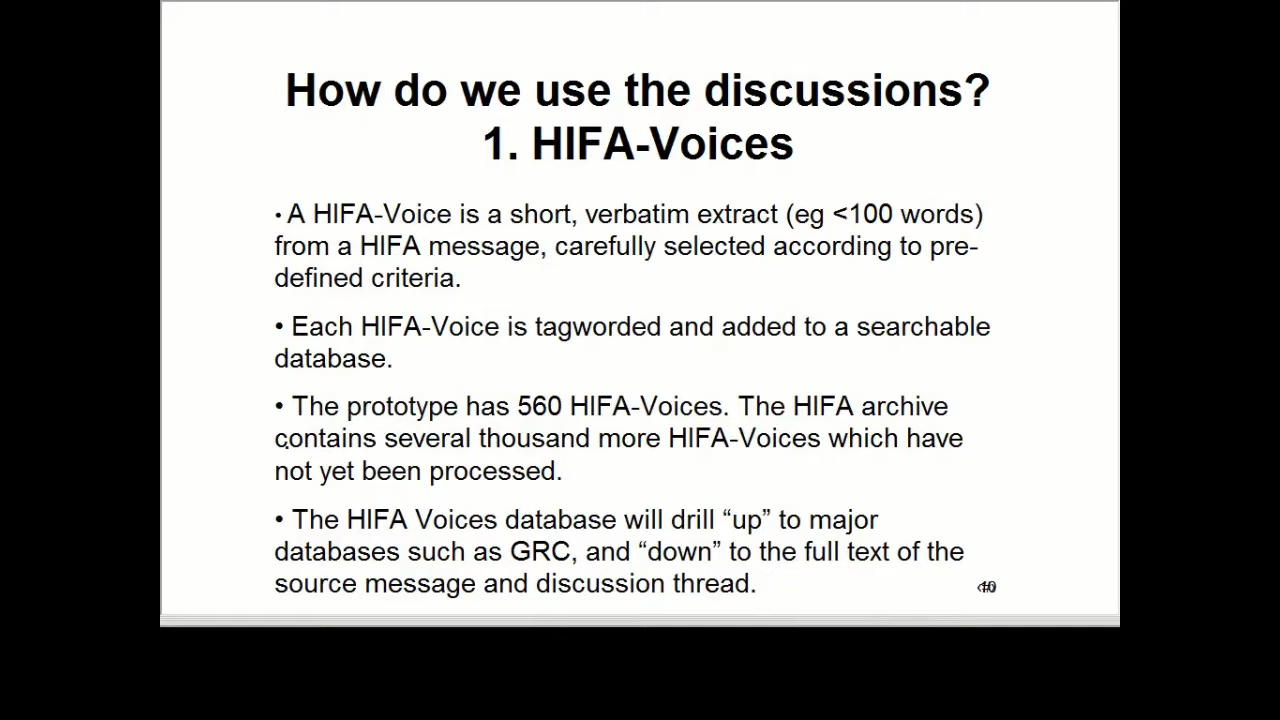 How do we use the discussions?
1. HIFA-Voices
• A HIFA-Voice is a short, verbatim extract (eg <100 words)
from a HIFA message, carefully selected according to pre-
defined criteria.
• Each HIFA-Voice is tagworded and added to a searchable
database.
• The prototype has 560 HIFA-Voices. The HIFA archive
contains several thousand more HIFA-Voices which have
not yet been processed.
• The HIFA Voices database will drill “up” to major
databases such as GRC, and “down” to the full text of the
source message and discussion thread.